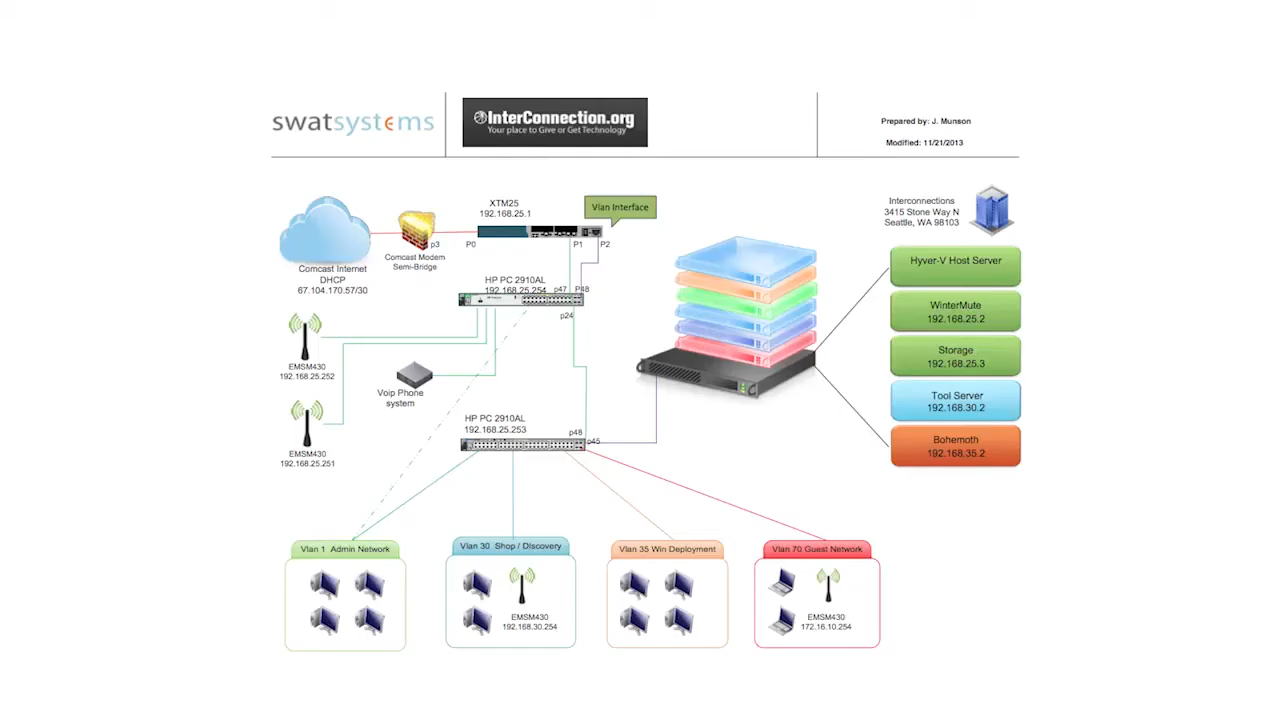 swatsystems
InterConnection.org
Your place to Give or Get Technology
Prepared by: J. Munson
Modified: 11/21/2013
XTM25
192.168.25.1
Vlan Interface
Interconnections
3415 Stone Way N
Seattle, WA 98103
p3
P0
P1
P2
Comcast Modem
Semi-Bridge
Comcast Internet
DHCP
67.104.170.57/30
Hyver-V Host Server
HP PC 2910AL
192.168.25.254
p47
P48
p24
WinterMute
192.168.25.2
EMSM430
192.168.25.252
Storage
192.168.25.3
Voip Phone
system
Tool Server
192.168.30.2
HP PC 2910AL
192.168.25.253
p48
p45
Bohemoth
192.168.35.2
EMSM430
192.168.25.251
Vlan 1 Admin Network
Vlan 30 Shop / Discovery
Vlan 35 Win Deployment
Vlan 70 Guest Network
EMSM430
192.168.30.254
EMSM430
172.16.10.254